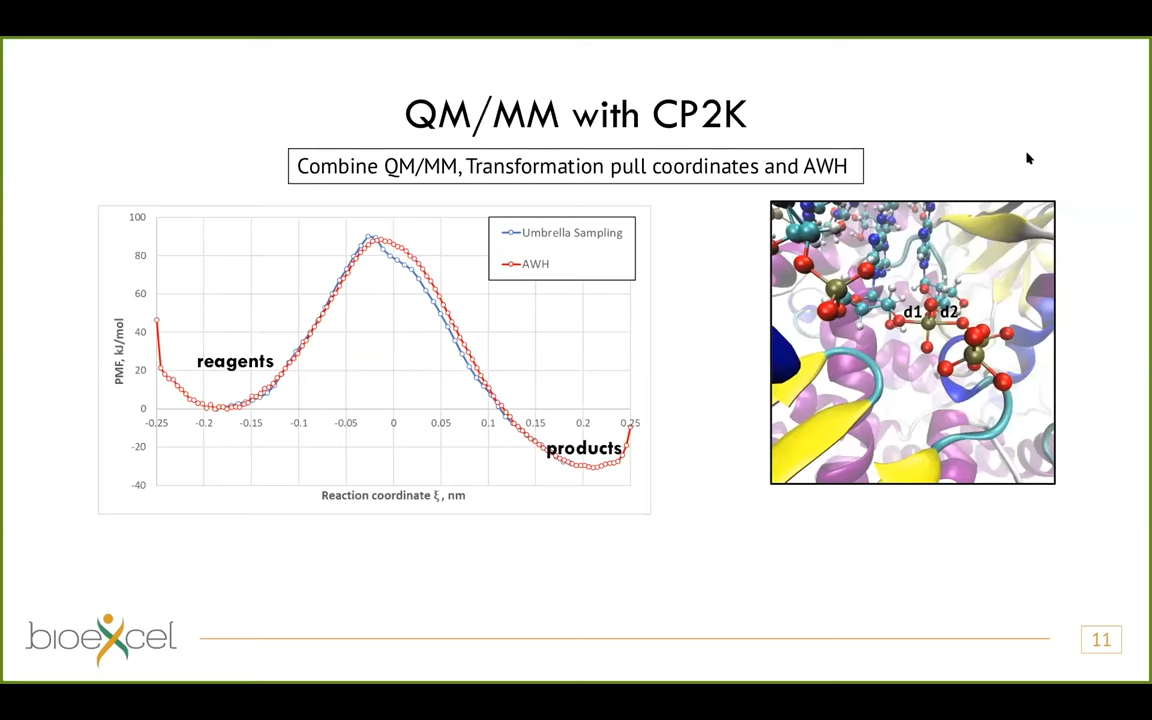 QM/MM with CP2K
Combine QM/MM, Transformation pull coordinates and AWH
100
80
60
40
20
0
-20
-40
PMF, kJ/mol
-0.25 -0.2 -0.15 -0.1 -0.05 0 0.05 0.1 0.15 0.2 0.25
Reaction coordinate ξ , nm
Umbrella Sampling
AWH
reagents
products
d1 d2
bioexcel
11